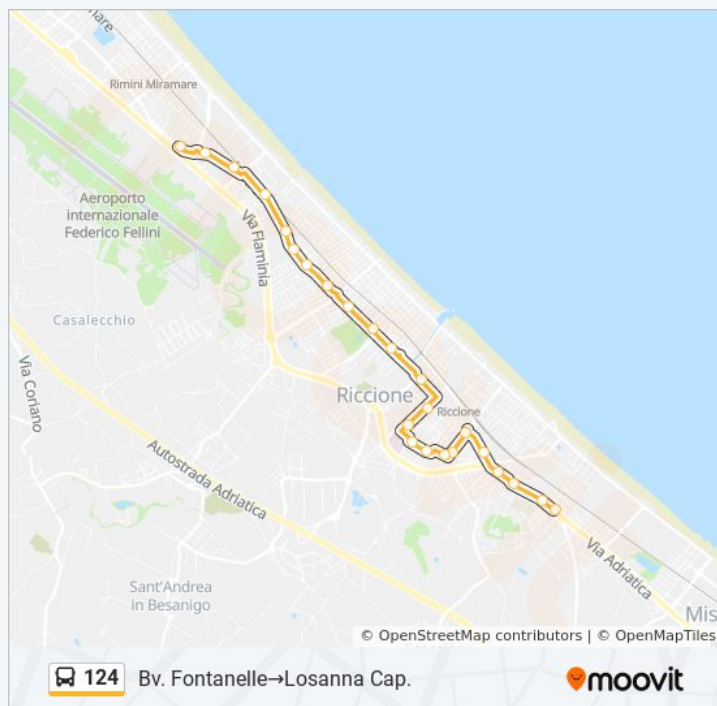 mare
Rimini Miramare
Aeroporto
internazionale
Federico Fellini
Via Flaminia
Casalecchio
Via Coriano
Riccione
Riccione
Autostrada Adriatica
Via Adriatica
Sant'Andrea
in Besanigo
Mis
© OpenStreetMap contributors | © OpenMapTiles
124 Bv. Fontanelle→Losanna Cap.
moovit